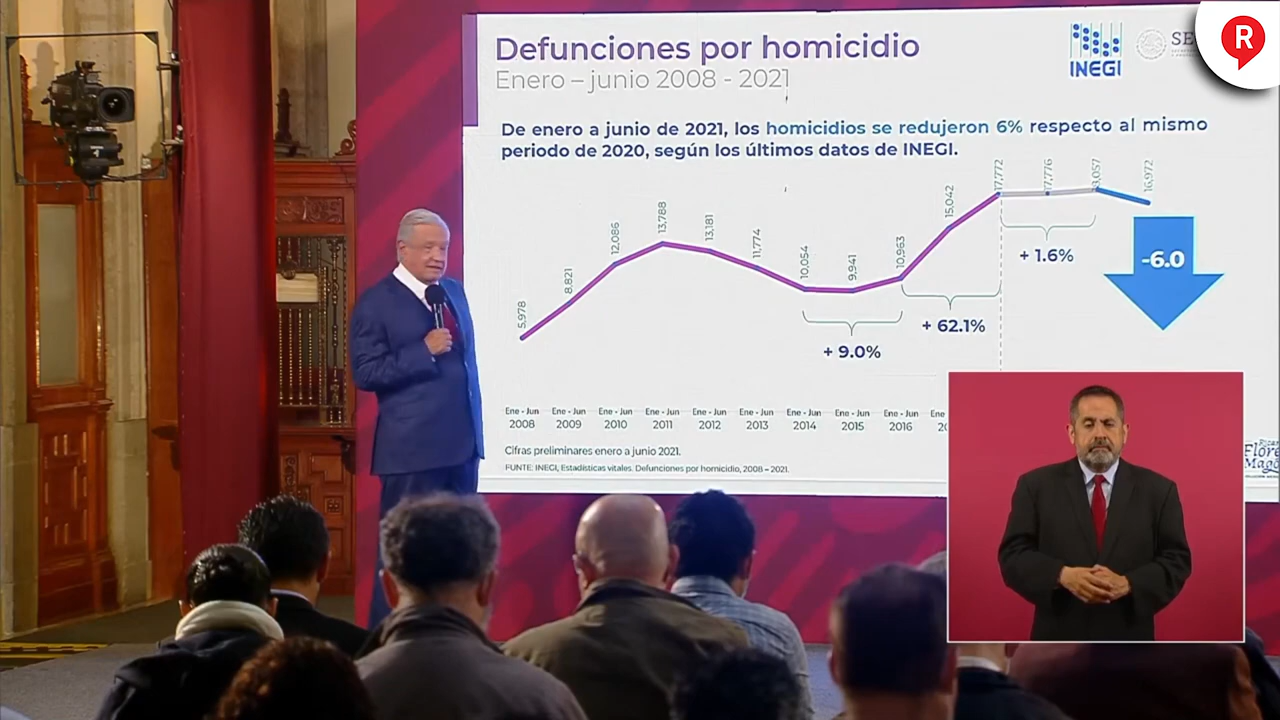 Defunciones por homicidio
Enero – junio 2008 - 2021
INEGI
R
De enero a junio de 2021, los homicidios se redujeron 6% respecto al mismo
periodo de 2020, según los últimos datos de INEGI.
5,978
8,821
12,086
13,788
13,181
11,774
10,054
9,941
10,963
15,042
17,772
17,776
16,972
+ 9.0%
+ 62.1%
+ 1.6%
-6.0
Ene - Jun Ene - Jun Ene - Jun Ene - Jun Ene - Jun Ene - Jun Ene - Jun Ene - Jun Ene - Jun
2008 2009 2010 2011 2012 2013 2014 2015 2016
Cifras preliminares enero a junio 2021.
FUNTE: INEGI, Estadísticas vitales. Defunciones por homicidio, 2008 – 2021.